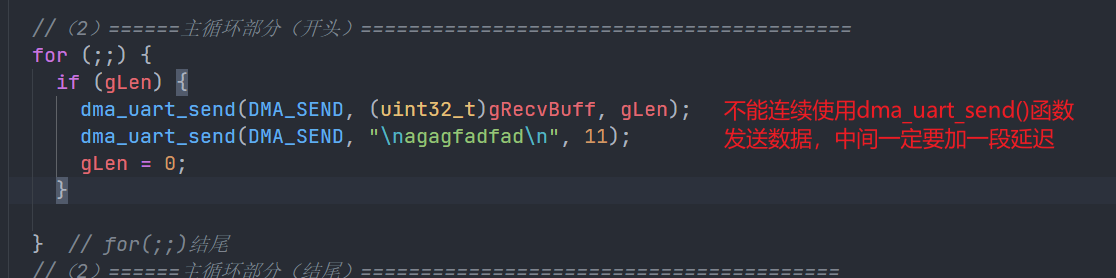 //（2）======主循环部分（开头）=========================================
for (;;) {
if (gLen) {
dma_uart_send(DMA_SEND, (uint32_t)gRecvBuff, gLen);
不能连续使用dma_uart_send()函数
dma_uart_send(DMA_SEND, "\nagagfadfad\n", 11);
发送数据，中间一定要加一段延迟
gLen = 0;
}
} // for(;;)结尾
//（2）======主循环部分（结尾）========================================